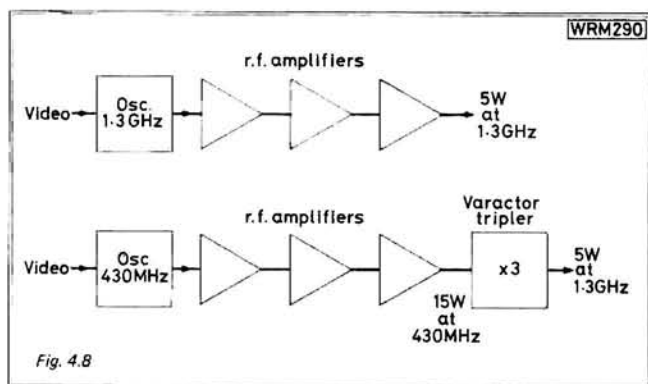 WRM290
r.f. amplifiers
Video
Osc.
1.3GHz
5W
at
1.3GHz
r.f. amplifiers
Varactor
tripler
Video
Osc
430MHz
15W
at
430MHz
x3
5W
at
1.3GHz
Fig. 4.8